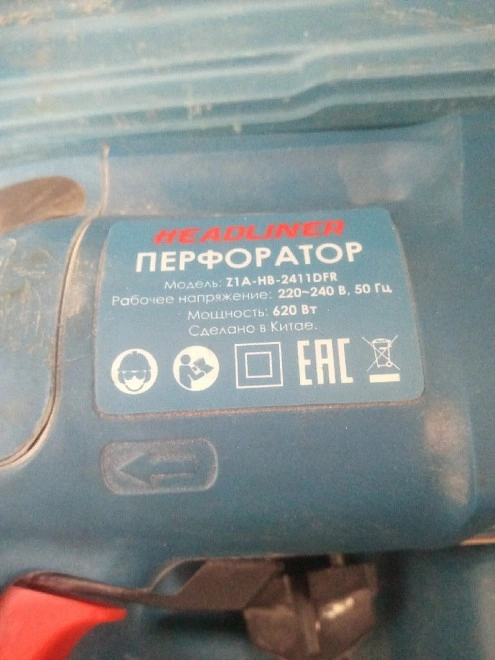 HEADLINER
ПЕРФОРАТОР
Модель: Z1A-HB-2411DFR
Рабочее напряжение: 220~240 В, 50 Гц
Мощность: 620 Вт
Сделано в Китае.
EAC